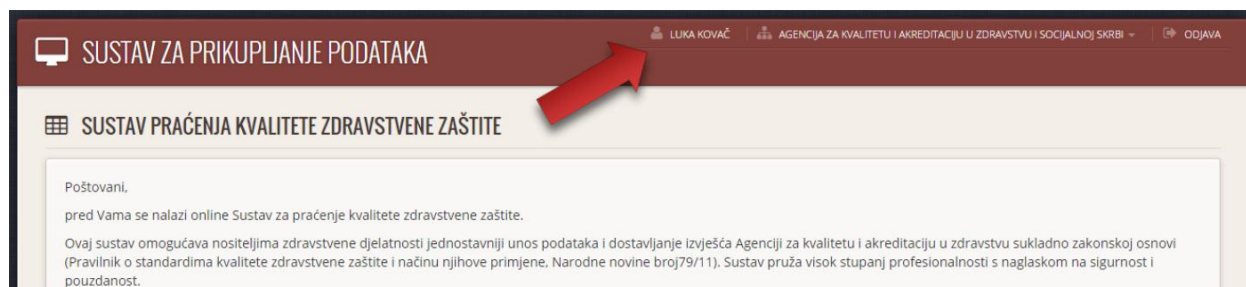 SUSTAV ZA PRIKUPLJANJE PODATAKA
LUKA KOVAČ
AGENCIJA ZA KVALITETU I AKREDITACIJU U ZDRAVSTVU I SOCIJALNOJ SKRBI
ODJAVA
SUSTAV PRAĆENJA KVALITETE ZDRAVSTVENE ZAŠTITE
Poštovani,
pred Vama se nalazi online Sustav za praćenje kvalitete zdravstvene zaštite.
Ovaj sustav omogućava nositeljima zdravstvene djelatnosti jednostavniji unos podataka i dostavljanje izvješća Agenciji za kvalitetu i akreditaciju u zdravstvu sukladno zakonskoj osnovi
(Pravilnik o standardima kvalitete zdravstvene zaštite i načinu njihove primjene, Narodne novine broj79/11). Sustav pruža visok stupanj profesionalnosti s naglaskom na sigurnost i
pouzdanost.